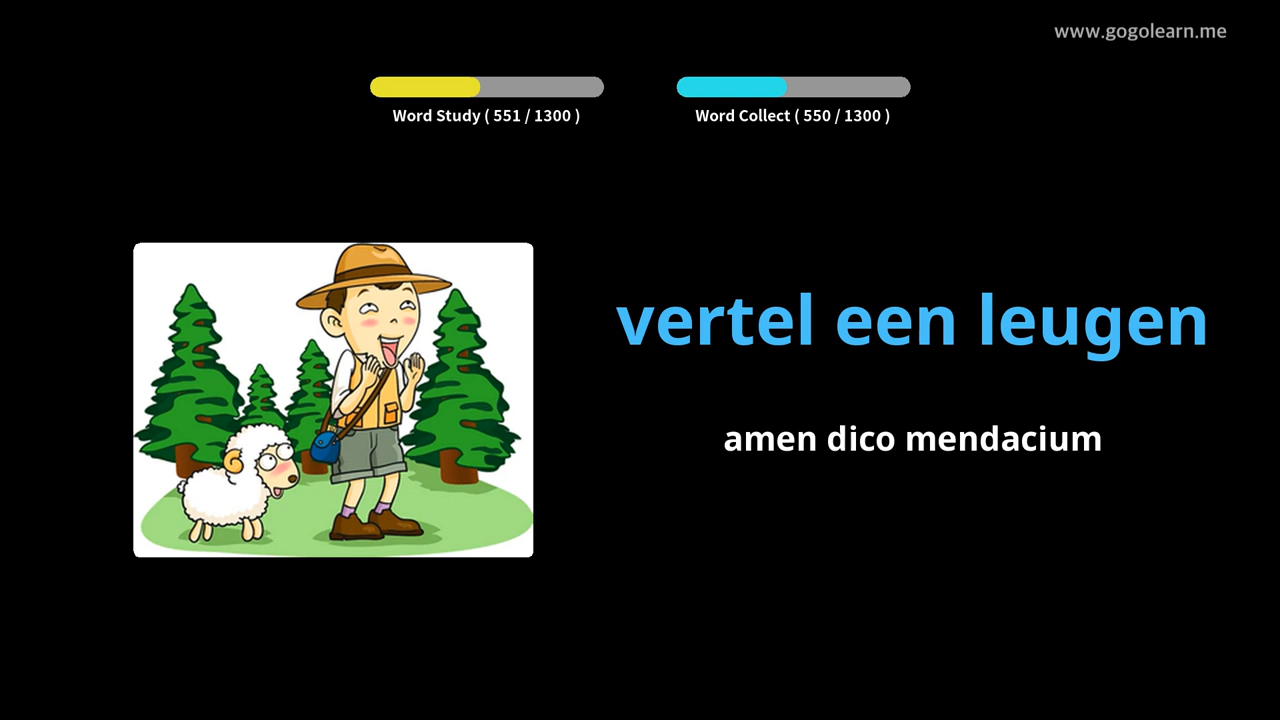 www.gogolearn.me
Word Study ( 551 / 1300 )
Word Collect ( 550 / 1300 )
vertel een leugen
amen dico mendacium